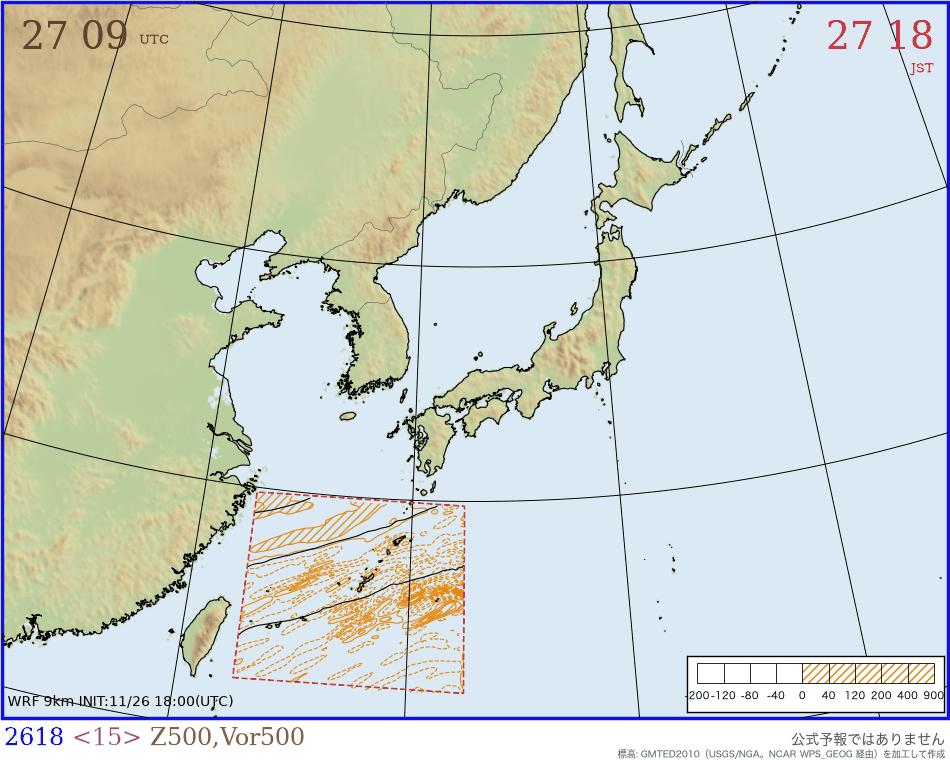 27 09 UTC
27 18
JST
-200 -120 -80 -40 0 40 120 200 400 900
WRF 9km INIT:11/26 18:00(UTC)
2618 <15> Z500,Vor500
公式予報ではありません
標高: GMTED2010（USGS/NGA。NCAR WPS_GEOG 経由）を加工して作成